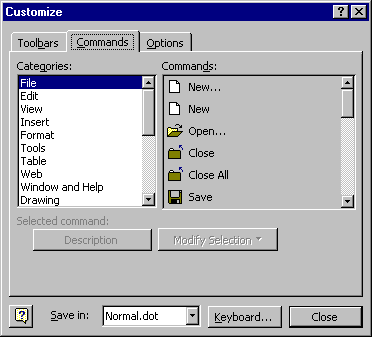 Customize
Toolbars Commands Options
Categories: Commands:
File
Edit
View
Insert
Format
Tools
Table
Web
Window and Help
Drawing
New...
New
Open...
Close
Close All
Save
Selected command:
Description Modify Selection
Save in: Normal.dot Keyboard... Close